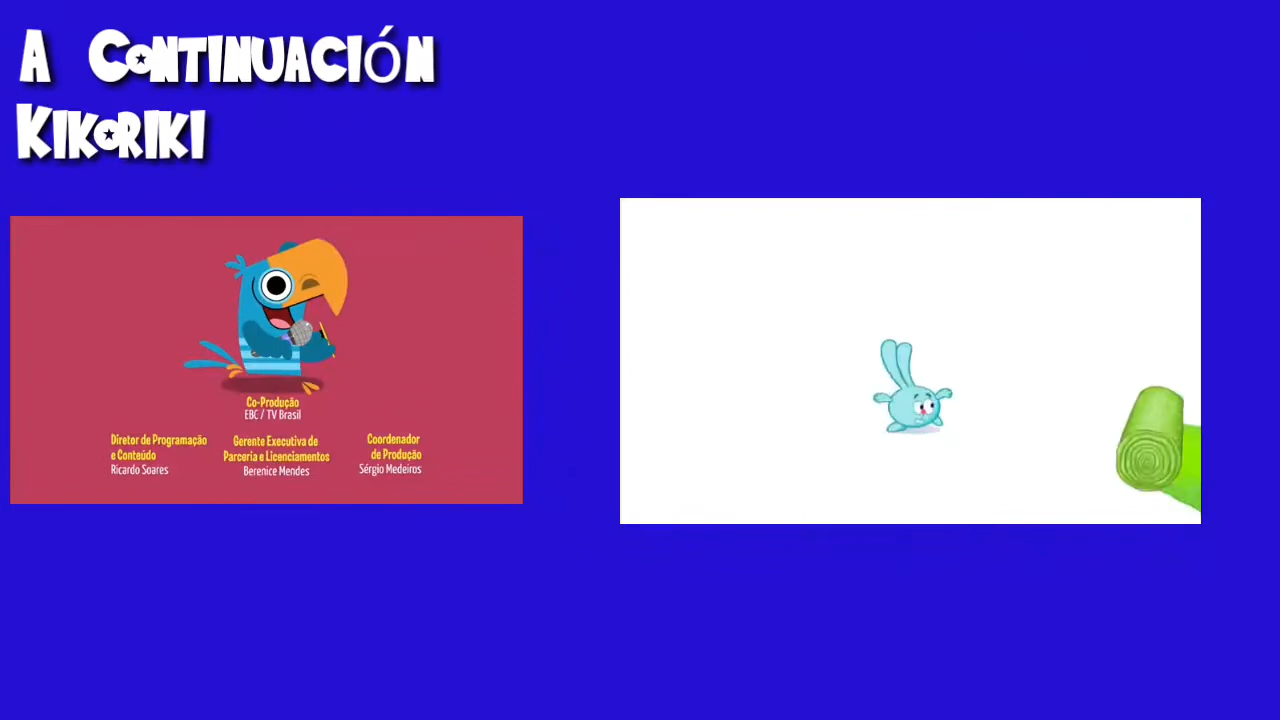 A Continuación
Kikoriki
Co-Produção
EBC / TV Brasil
Diretor de Programação
e Conteúdo
Ricardo Soares
Gerente Executiva de
Parceria e Licenciamentos
Berenice Mendes
Coordenador
de Produção
Sérgio Medeiros